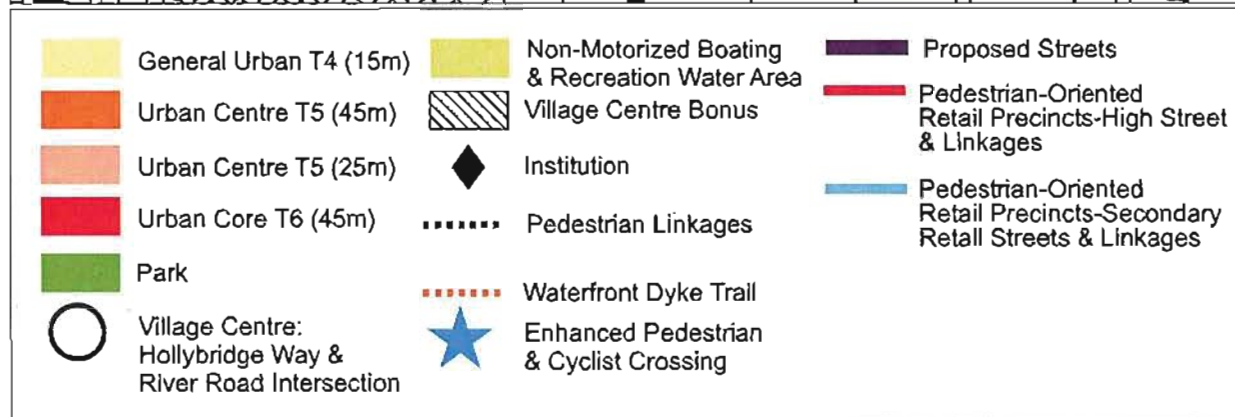 General Urban T4 (15m)
Urban Centre T5 (45m)
Urban Centre T5 (25m)
Urban Core T6 (45m)
Park
Village Centre:
Hollybridge Way &
River Road Intersection
Non-Motorized Boating
& Recreation Water Area
Village Centre Bonus
Institution
Pedestrian Linkages
Waterfront Dyke Trail
Enhanced Pedestrian
& Cyclist Crossing
Proposed Streets
Pedestrian-Oriented
Retail Precincts-High Street
& Linkages
Pedestrian-Oriented
Retail Precincts-Secondary
Retail Streets & Linkages